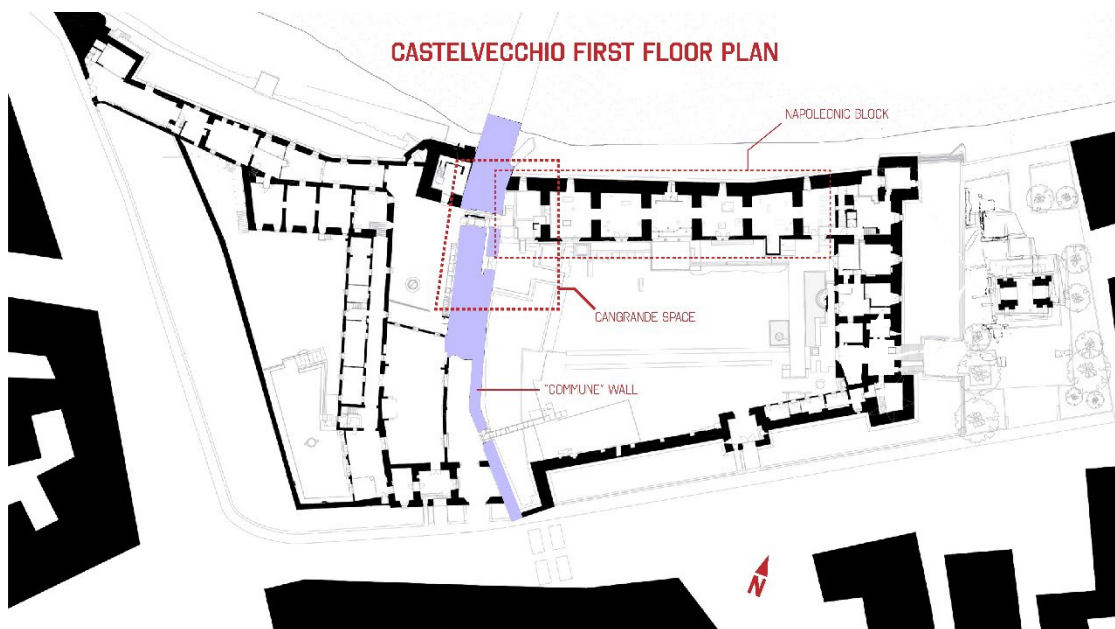 CASTELVECCHIO FIRST FLOOR PLAN
NAPOLEONIC BLOCK
CANGRANDE SPACE
"COMMUNE" WALL
N